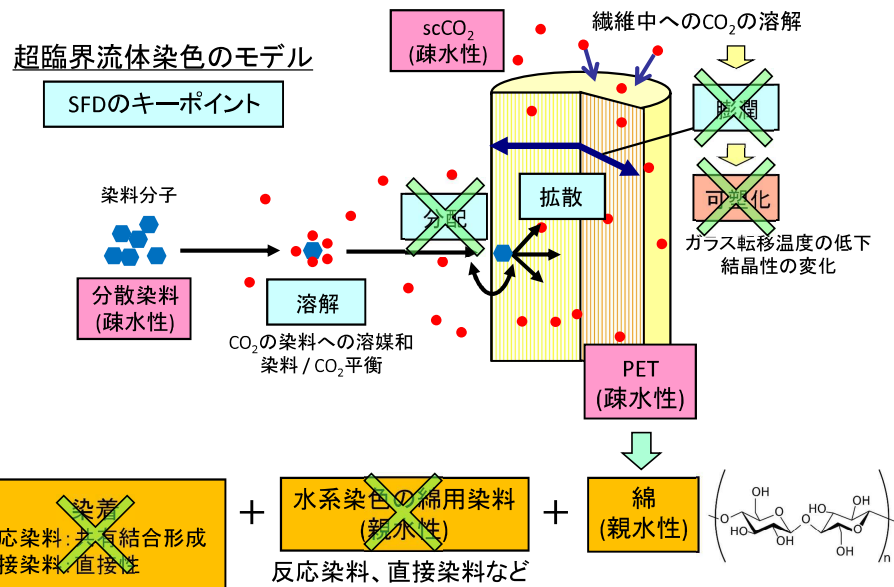 超臨界流体染色のモデル
SFDのキーポイント
scCO₂
(疎水性)
繊維中へのCO₂の溶解
膨潤
可塑化
ガラス転移温度の低下
結晶性の変化
染料分子
分散染料
(疎水性)
溶解
CO₂の染料への溶媒和
染料 / CO₂平衡
分配
拡散
PET
(疎水性)
染着
応染料：共有結合形成
接染料：直接性
+
水系染色の綿用染料
(親水性)
反応染料、直接染料など
+
綿
(親水性)
OH
OH
OH
HO
O
O
O
O
HO
HO
O
OH
OH
n